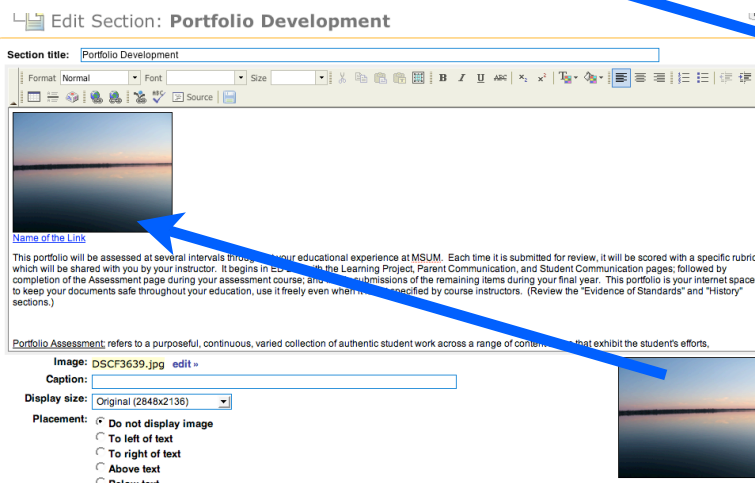 Edit Section: Portfolio Development
Section title: Portfolio Development
Format Normal Font Size B I U ABC x₂ x²
ABC Source
Name of the Link
This portfolio will be assessed at several intervals your educational experience at MSUM. Each time it is submitted for review, it will be scored with a specific rubric
which will be shared with you by your instructor. It begins in the Learning Project, Parent Communication, and Student Communication pages; followed by
completion of the Assessment page during your assessment course; and submissions of the remaining items during your final year. This portfolio is your internet space
to keep your documents safe throughout your education, use it freely even when specified by course instructors. (Review the "Evidence of Standards" and "History"
sections.)
Portfolio Assessment: refers to a purposeful, continuous, varied collection of authentic student work across a range of content that exhibit the student's efforts,
Image: DSCF3639.jpg edit »
Caption:
Display size: Original (2848x2136)
Placement: Do not display image
To left of text
To right of text
Above text
Below text